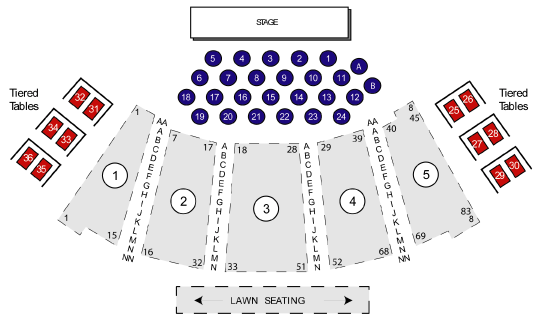 STAGE
5 4 3 2 1 A
6 7 8 9 10 11 B
18 17 16 15 14 13 12
19 20 21 22 23 24
Tiered
Tables
32 31
34 33
36 35
Tiered
Tables
25 26
27 28
29 30
1 1 15 1
7 17 2 16 32
18 28 3 33 51
29 39 4 52 68
40 45 8 5 69 83 8
AA
A
B
C
D
E
F
G
H
J
K
L
M
N
NN
A
B
C
D
E
F
G
H
J
K
L
M
N
A
B
C
D
E
F
G
H
J
K
L
M
N
AA
A
B
C
D
E
F
G
H
J
K
L
M
N
NN
LAWN SEATING